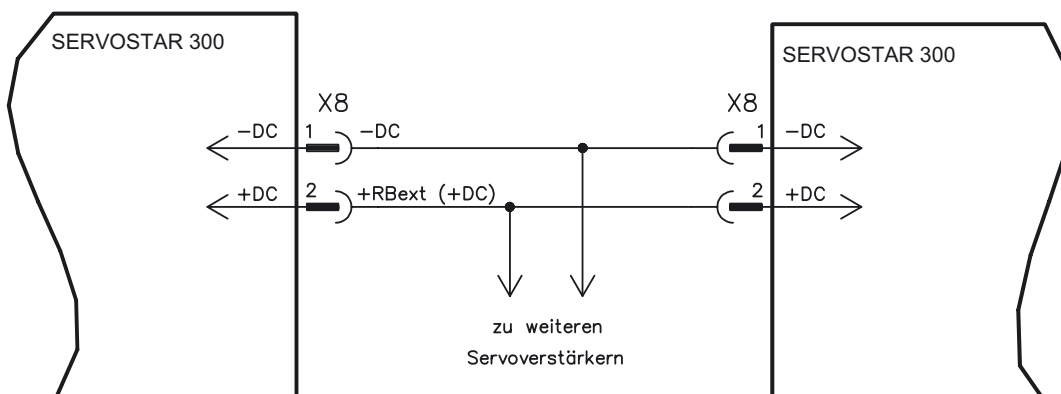 SERVOSTAR 300
SERVOSTAR 300
X8
X8
-DC 1 -DC
1 -DC
+DC 2 +RBext (+DC)
2 +DC
zu weiteren
Servoverstärkern